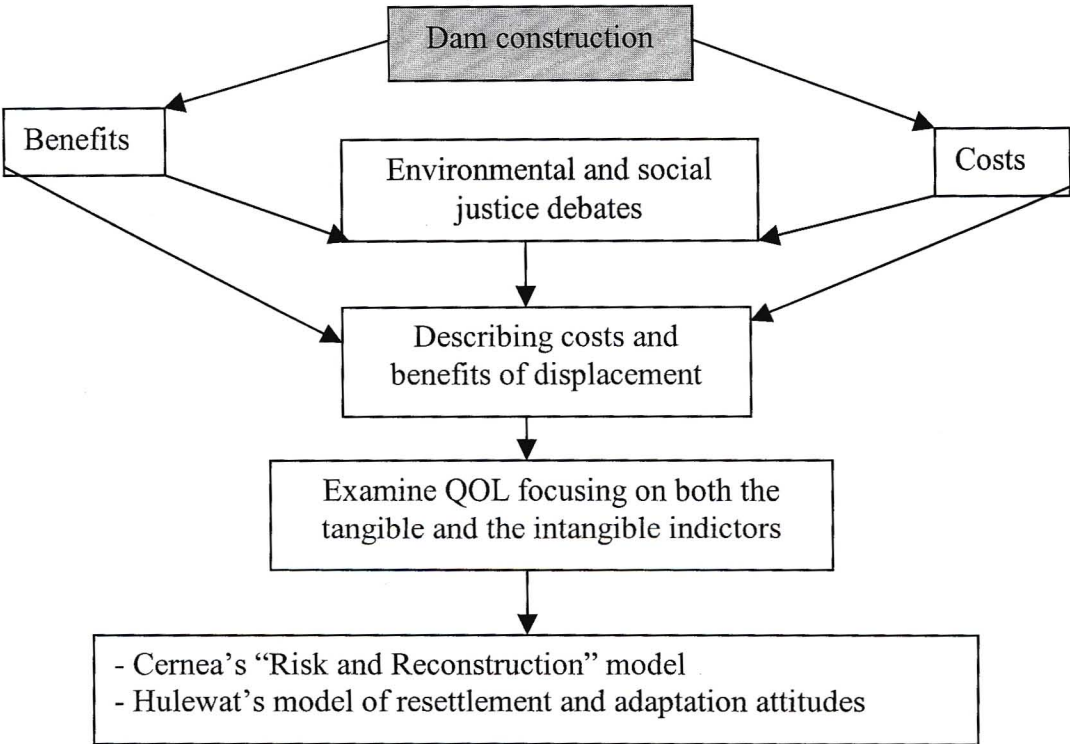 Dam construction
Benefits
Costs
Environmental and social
justice debates
Describing costs and
benefits of displacement
Examine QOL focusing on both the
tangible and the intangible indictors
- Cernea's “Risk and Reconstruction” model
- Hulewat's model of resettlement and adaptation attitudes